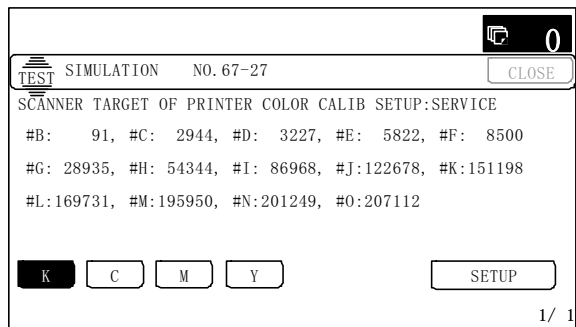 0
TEST SIMULATION NO.67-27 CLOSE
SCANNER TARGET OF PRINTER COLOR CALIB SETUP:SERVICE
#B: 91, #C: 2944, #D: 3227, #E: 5822, #F: 8500
#G: 28935, #H: 54344, #I: 86968, #J:122678, #K:151198
#L:169731, #M:195950, #N:201249, #O:207112
K C M Y SETUP
1/ 1